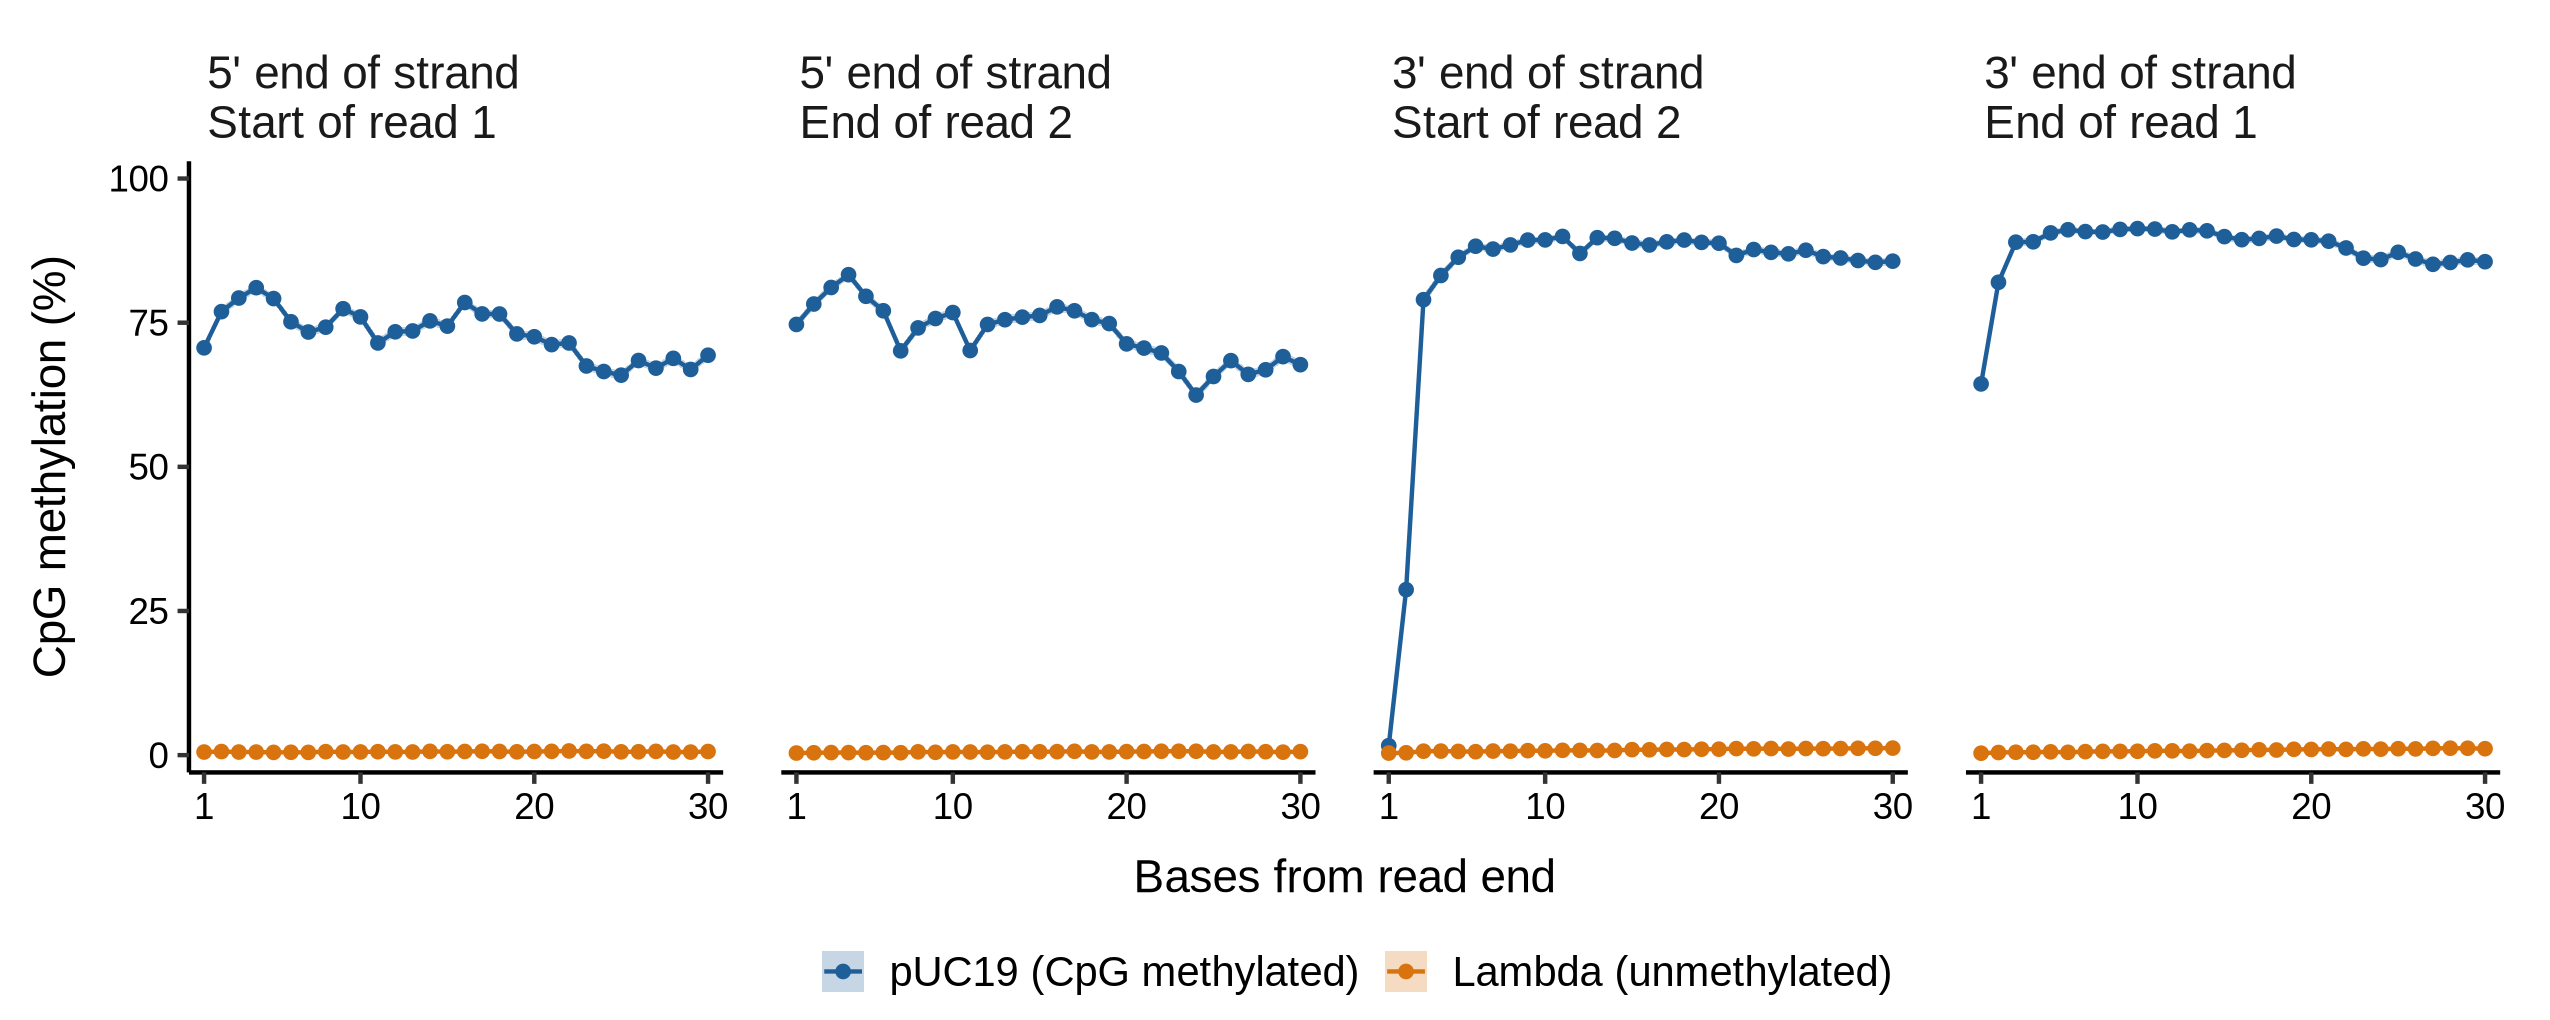 5' end of strand
Start of read 1
5' end of strand
End of read 2
3' end of strand
Start of read 2
3' end of strand
End of read 1
CpG methylation (%)
100
75
50
25
0
1 10 20 30
1 10 20 30
1 10 20 30
1 10 20 30
Bases from read end
pUC19 (CpG methylated) Lambda (unmethylated)